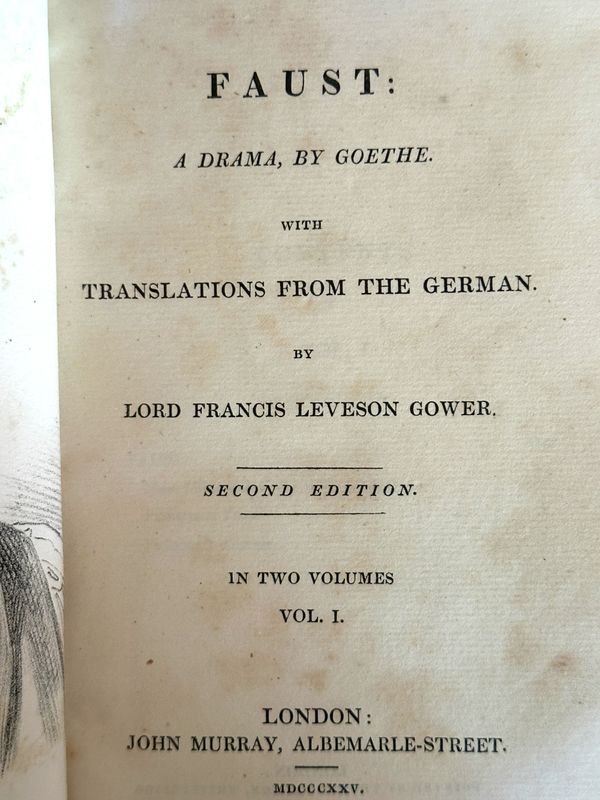 FAUST:
A DRAMA, BY GOETHE.
WITH
TRANSLATIONS FROM THE GERMAN.
BY
LORD FRANCIS LEVESON GOWER.
SECOND EDITION.
IN TWO VOLUMES
VOL. I.
LONDON:
JOHN MURRAY, ALBEMARLE-STREET.
MDCCCXXV.